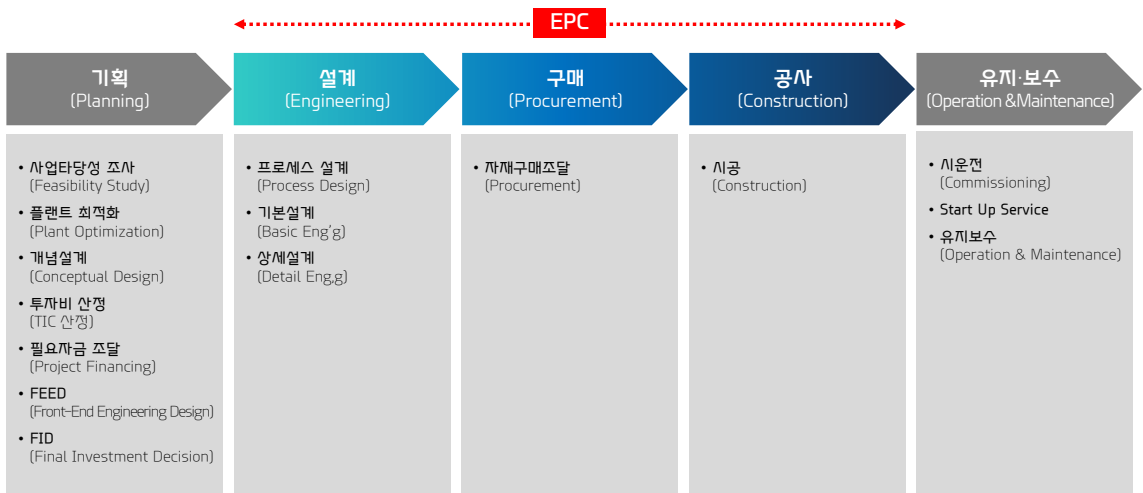 EPC
기획
(Planning)
설계
(Engineering)
구매
(Procurement)
공사
(Construction)
유지·보수
(Operation &Maintenance)
• 사업타당성 조사
(Feasibility Study)
• 플랜트 최적화
(Plant Optimization)
• 개념설계
(Conceptual Design)
• 투자비 산정
(TIC 산정)
• 필요자금 조달
(Project Financing)
• FEED
(Front-End Engineering Design)
• FID
(Final Investment Decision)
• 프로세스 설계
(Process Design)
• 기본설계
(Basic Eng'g)
• 상세설계
(Detail Eng,g)
• 자재구매조달
(Procurement)
• 시공
(Construction)
• 시운전
(Commissioning)
• Start Up Service
• 유지보수
(Operation & Maintenance)